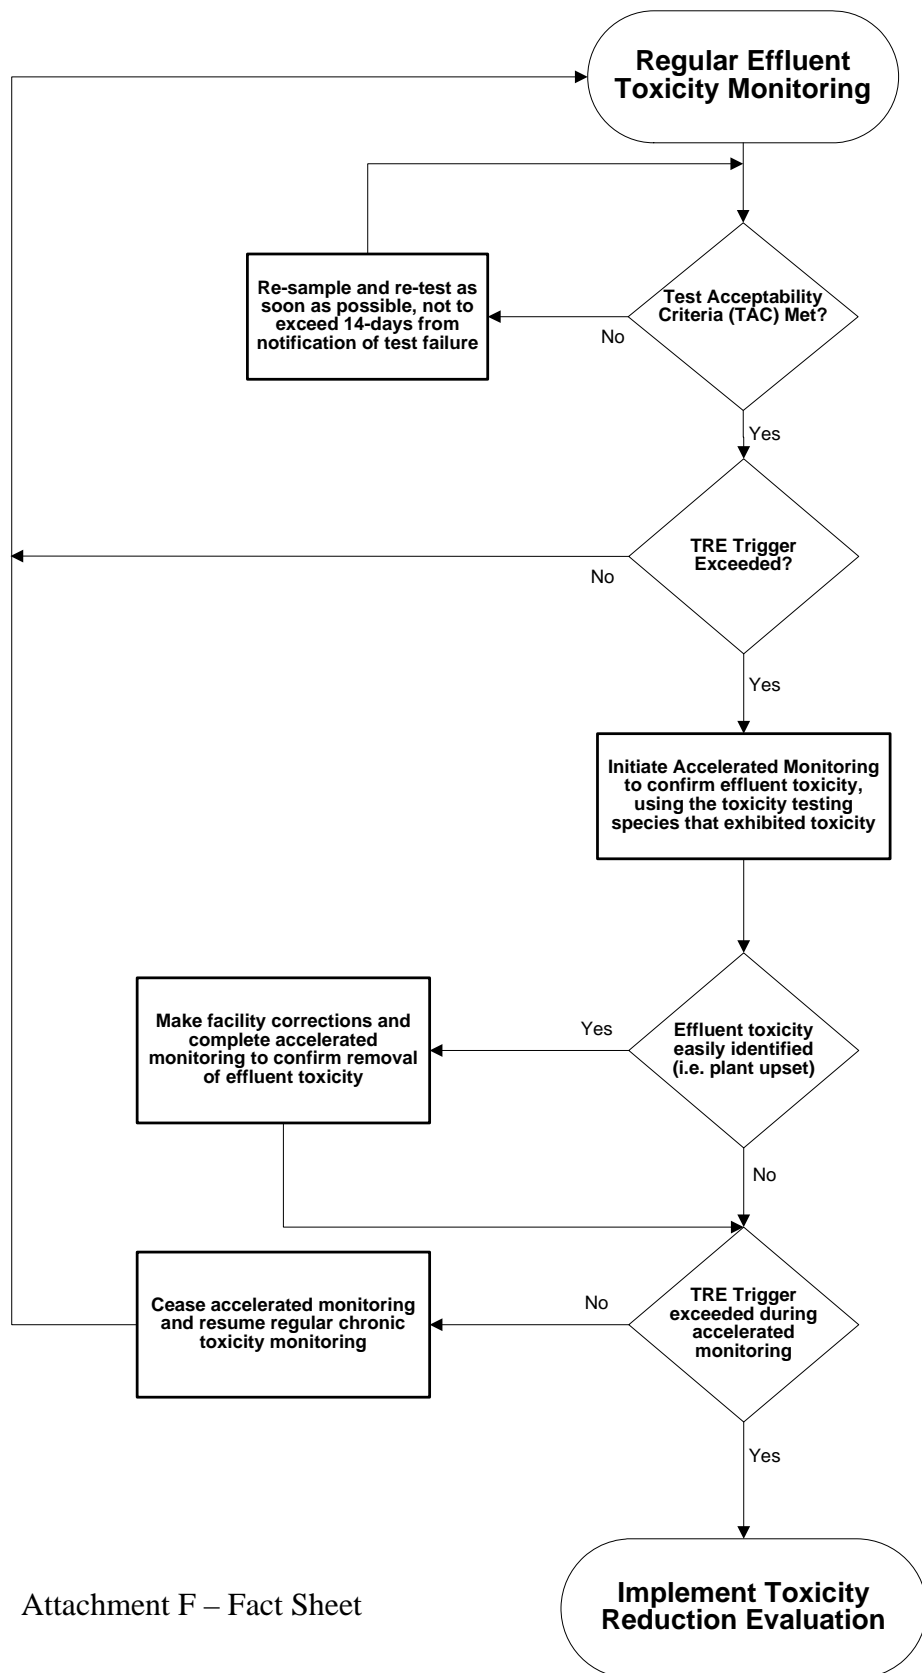 Regular Effluent
Toxicity Monitoring
Test Acceptability
Criteria (TAC) Met?
No
Re-sample and re-test as
soon as possible, not to
exceed 14-days from
notification of test failure
Yes
TRE Trigger
Exceeded?
No
Yes
Initiate Accelerated Monitoring
to confirm effluent toxicity,
using the toxicity testing
species that exhibited toxicity
Effluent toxicity
easily identified
(i.e. plant upset)
Yes
Make facility corrections and
complete accelerated
monitoring to confirm removal
of effluent toxicity
No
TRE Trigger
exceeded during
accelerated
monitoring
No
Cease accelerated monitoring
and resume regular chronic
toxicity monitoring
Yes
Implement Toxicity
Reduction Evaluation
Attachment F – Fact Sheet